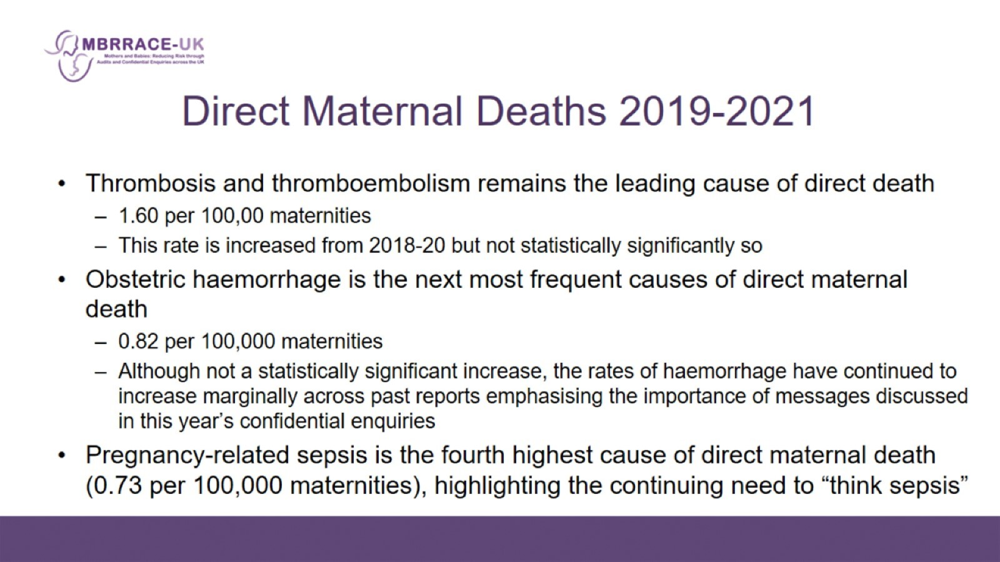 MBRRACE-UK
Mothers and Babies: Reducing Risk through
Audits and Confidential Enquiries across the UK
Direct Maternal Deaths 2019-2021
• Thrombosis and thromboembolism remains the leading cause of direct death
– 1.60 per 100,00 maternities
– This rate is increased from 2018-20 but not statistically significantly so
• Obstetric haemorrhage is the next most frequent causes of direct maternal
death
– 0.82 per 100,000 maternities
– Although not a statistically significant increase, the rates of haemorrhage have continued to
increase marginally across past reports emphasising the importance of messages discussed
in this year’s confidential enquiries
• Pregnancy-related sepsis is the fourth highest cause of direct maternal death
(0.73 per 100,000 maternities), highlighting the continuing need to “think sepsis”